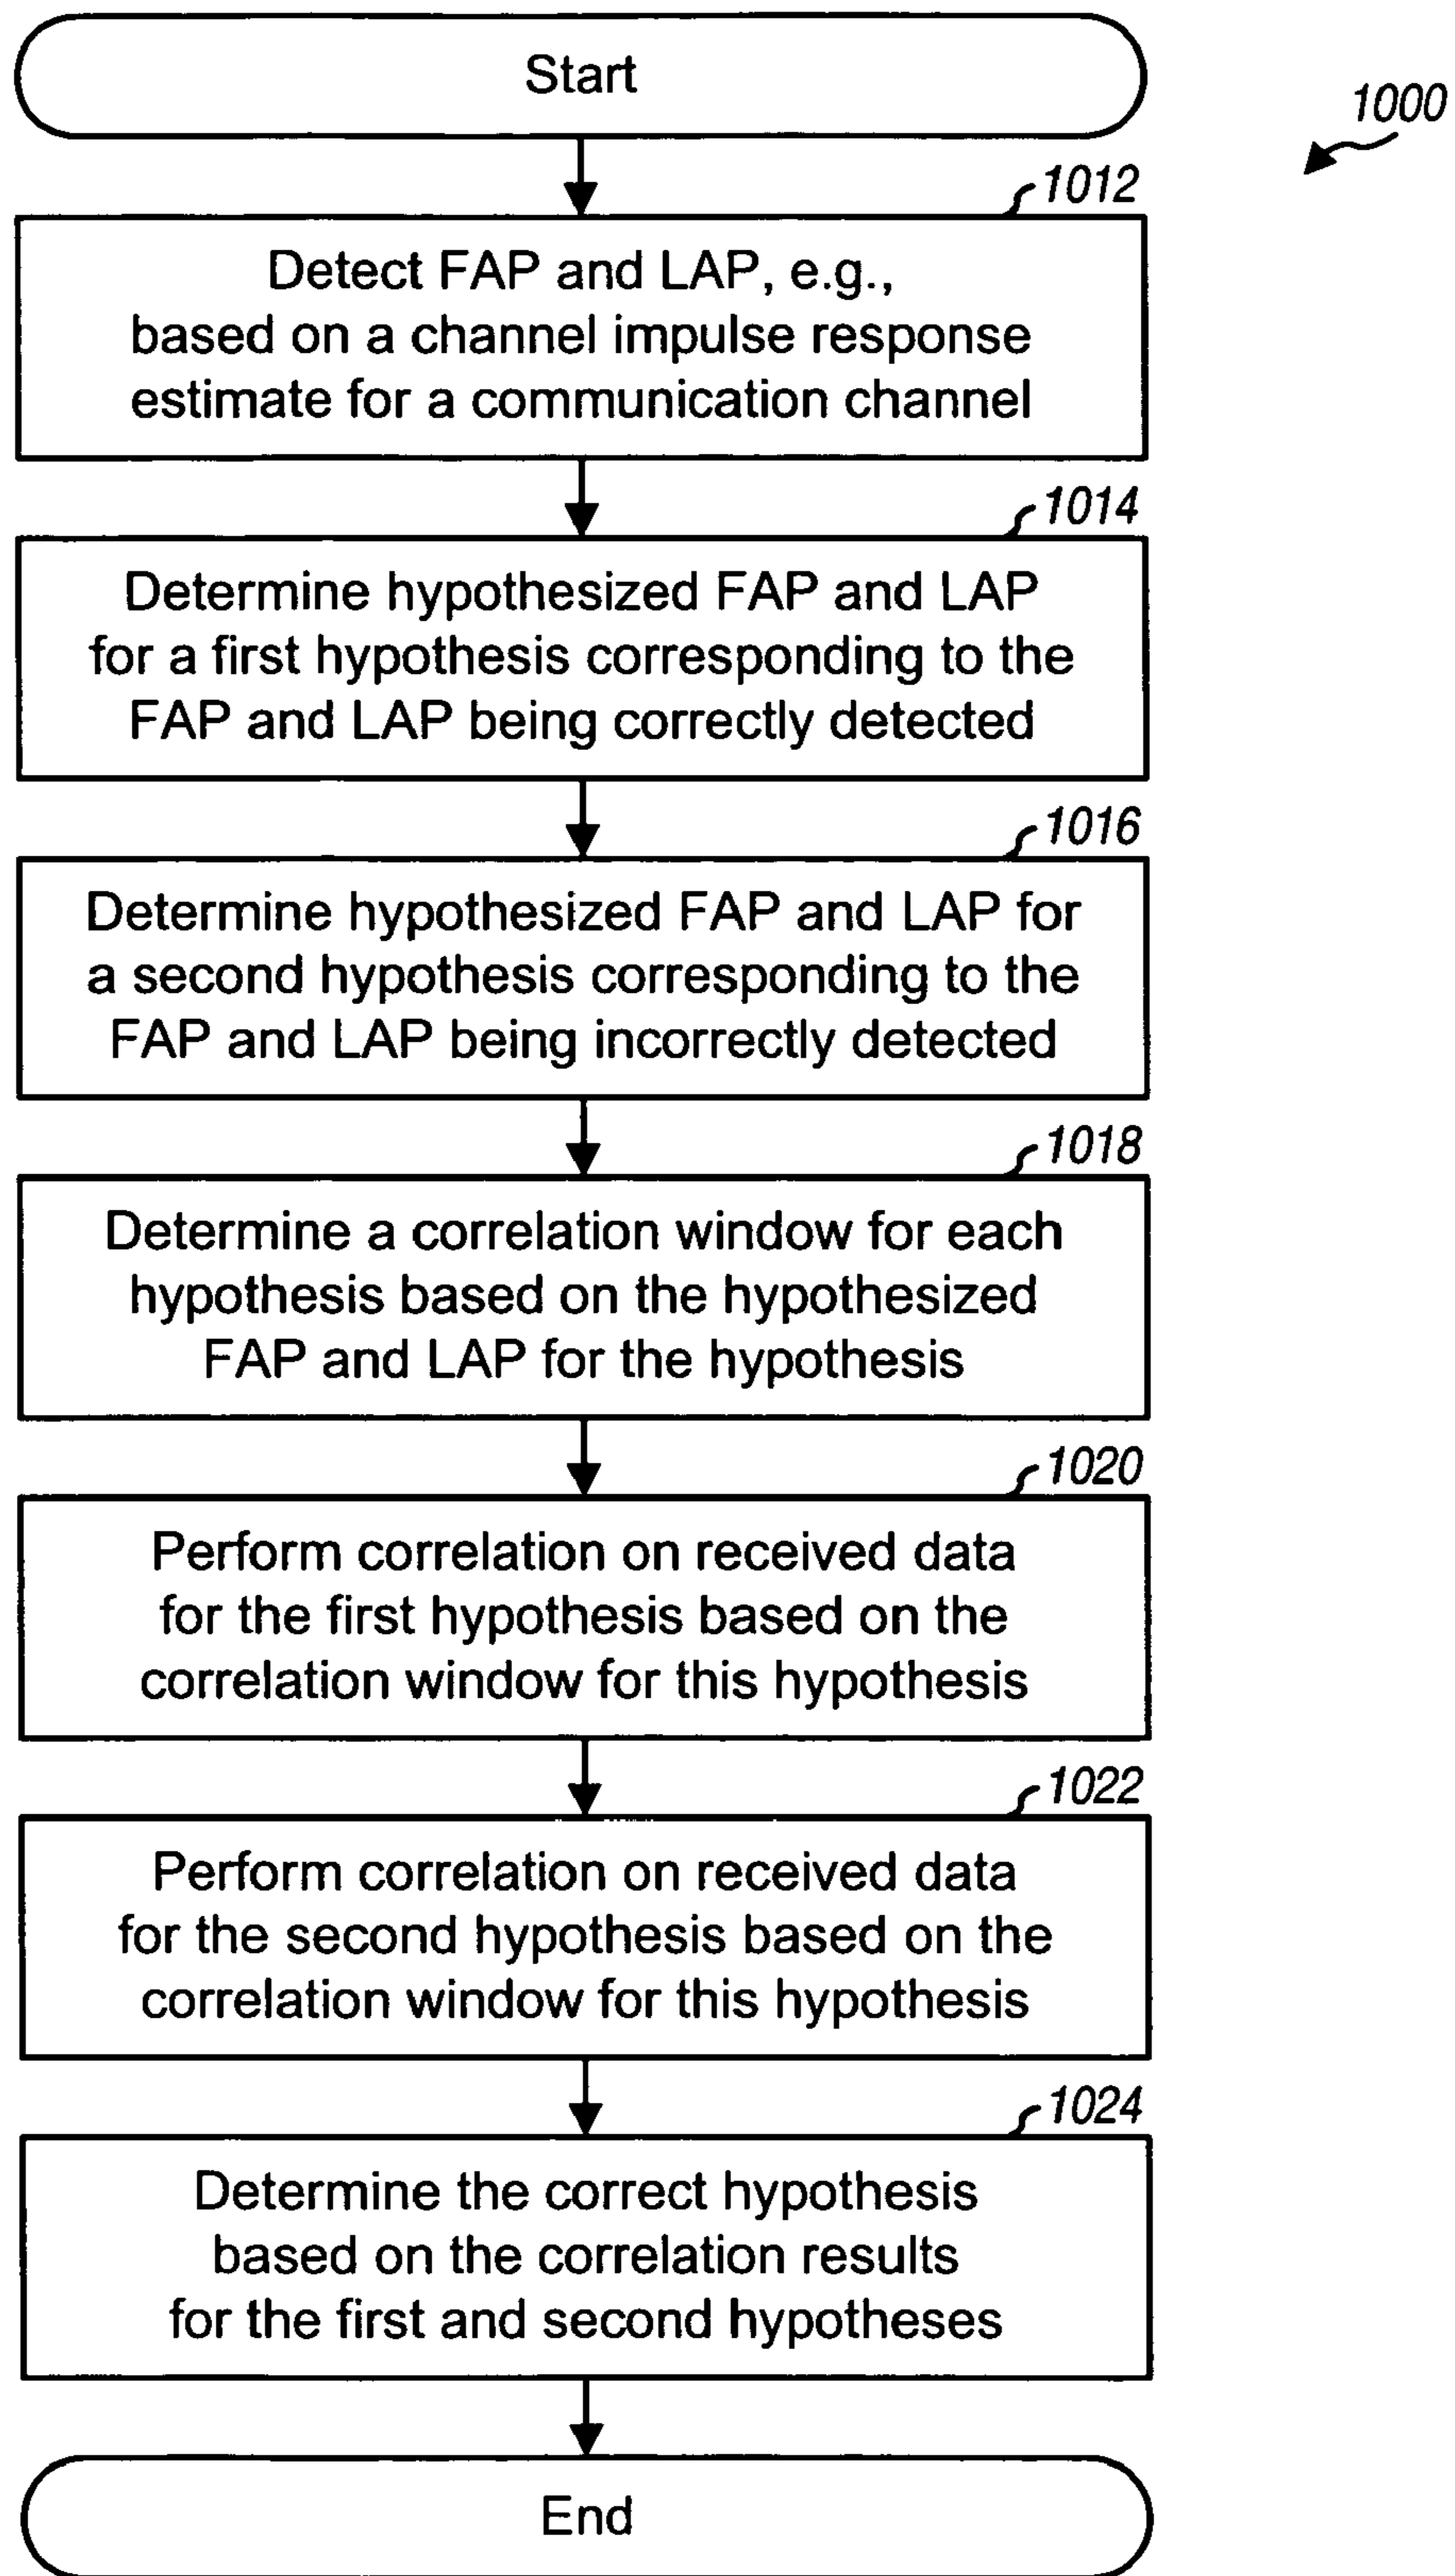 Start
1000
1012
Detect FAP and LAP, e.g.,
based on a channel impulse response
estimate for a communication channel
1014
Determine hypothesized FAP and LAP
for a first hypothesis corresponding to the
FAP and LAP being correctly detected
1016
Determine hypothesized FAP and LAP for
a second hypothesis corresponding to the
FAP and LAP being incorrectly detected
1018
Determine a correlation window for each
hypothesis based on the hypothesized
FAP and LAP for the hypothesis
1020
Perform correlation on received data
for the first hypothesis based on the
correlation window for this hypothesis
1022
Perform correlation on received data
for the second hypothesis based on the
correlation window for this hypothesis
1024
Determine the correct hypothesis
based on the correlation results
for the first and second hypotheses
End